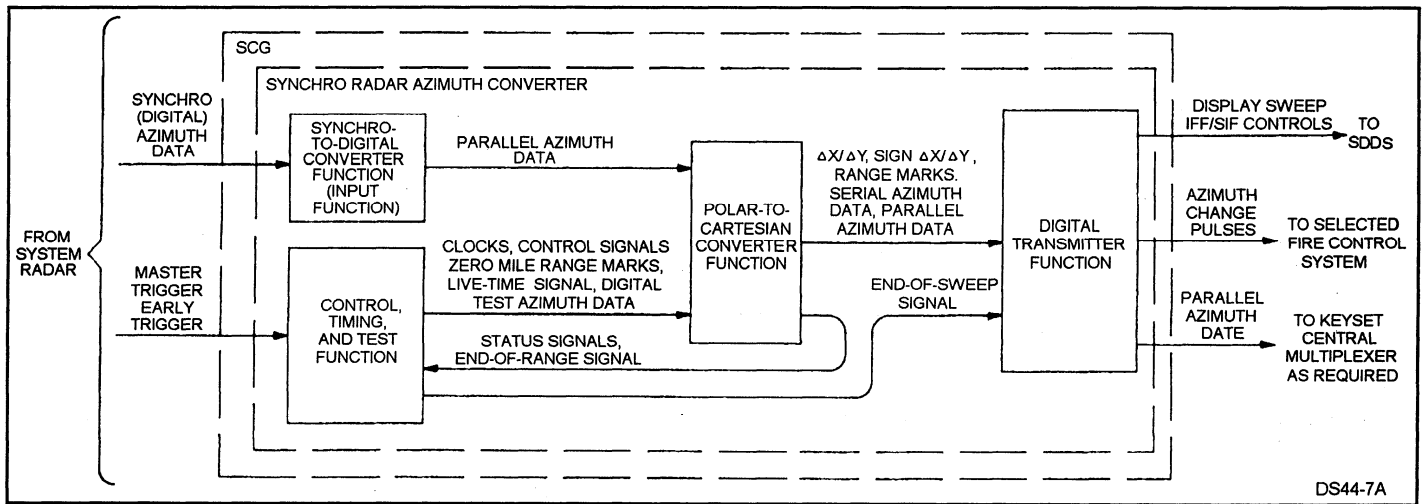 SCG
SYNCHRO RADAR AZIMUTH CONVERTER
FROM
SYSTEM
RADAR
SYNCHRO
(DIGITAL)
AZIMUTH
DATA
MASTER
TRIGGER
EARLY
TRIGGER
SYNCHRO-
TO-DIGITAL
CONVERTER
FUNCTION
(INPUT
FUNCTION)
PARALLEL AZIMUTH
DATA
CONTROL,
TIMING,
AND TEST
FUNCTION
CLOCKS, CONTROL SIGNALS
ZERO MILE RANGE MARKS,
LIVE-TIME SIGNAL, DIGITAL
TEST AZIMUTH DATA
STATUS SIGNALS,
END-OF-RANGE SIGNAL
POLAR-TO-
CARTESIAN
CONVERTER
FUNCTION
ΔX/ΔY, SIGN ΔX/ΔY,
RANGE MARKS.
SERIAL AZIMUTH
DATA, PARALLEL
AZIMUTH DATA
END-OF-SWEEP
SIGNAL
DIGITAL
TRANSMITTER
FUNCTION
DISPLAY SWEEP
IFF/SIF CONTROLS
TO
SDDS
AZIMUTH
CHANGE
PULSES
TO SELECTED
FIRE CONTROL
SYSTEM
PARALLEL
AZIMUTH
DATE
TO KEYSET
CENTRAL
MULTIPLEXER
AS REQUIRED
DS44-7A